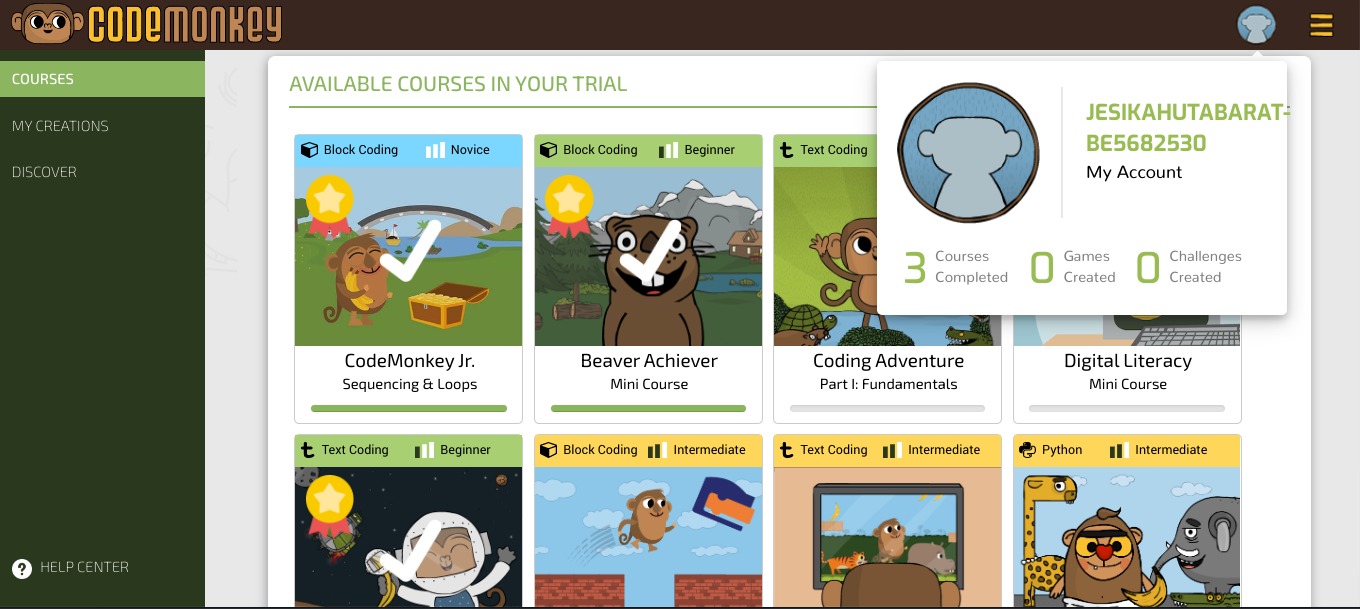 CODEMONKEY
COURSES
MY CREATIONS
DISCOVER
HELP CENTER
AVAILABLE COURSES IN YOUR TRIAL
JESIKAHUTABARAT-
BE5682530
My Account
3 Courses Completed
0 Games Created
0 Challenges Created
Block Coding Novice
CodeMonkey Jr.
Sequencing & Loops
Block Coding Beginner
Beaver Achiever
Mini Course
Text Coding
Coding Adventure
Part I: Fundamentals
Digital Literacy
Mini Course
Text Coding Beginner
Block Coding Intermediate
Text Coding Intermediate
Python Intermediate